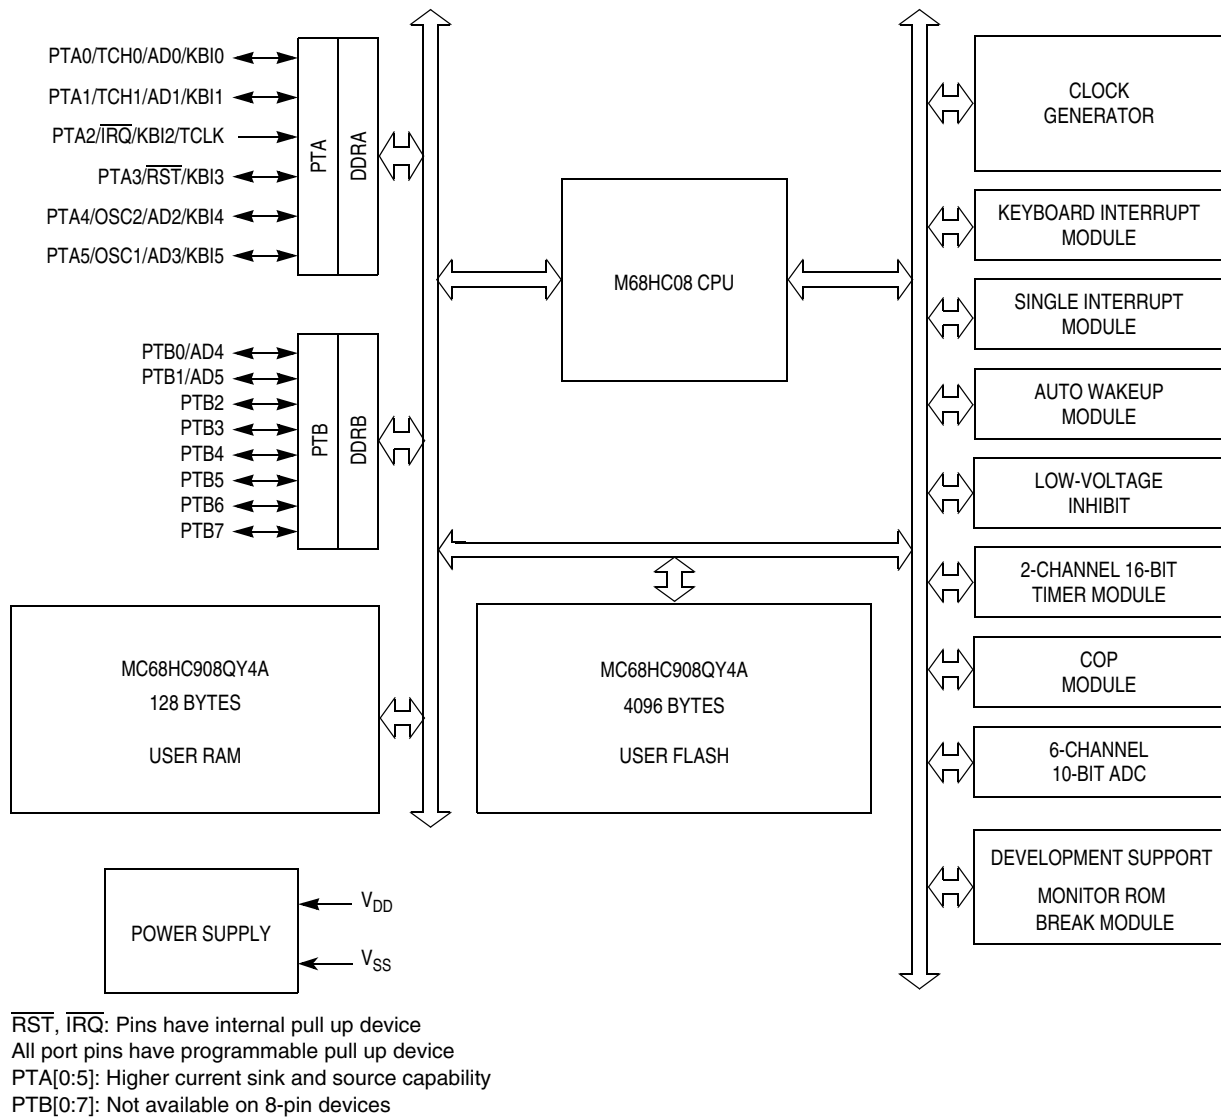 PTA0/TCH0/AD0/KBI0
PTA1/TCH1/AD1/KBI1
PTA2/I̅R̅Q̅/KBI2/TCLK
PTA3/R̅S̅T̅/KBI3
PTA4/OSC2/AD2/KBI4
PTA5/OSC1/AD3/KBI5
PTA
DDRA
PTB0/AD4
PTB1/AD5
PTB2
PTB3
PTB4
PTB5
PTB6
PTB7
PTB
DDRB
M68HC08 CPU
CLOCK
GENERATOR
KEYBOARD INTERRUPT
MODULE
SINGLE INTERRUPT
MODULE
AUTO WAKEUP
MODULE
LOW-VOLTAGE
INHIBIT
2-CHANNEL 16-BIT
TIMER MODULE
COP
MODULE
6-CHANNEL
10-BIT ADC
DEVELOPMENT SUPPORT
MONITOR ROM
BREAK MODULE
MC68HC908QY4A
128 BYTES
USER RAM
MC68HC908QY4A
4096 BYTES
USER FLASH
POWER SUPPLY
VDD
VSS
R̅S̅T̅, I̅R̅Q̅: Pins have internal pull up device
All port pins have programmable pull up device
PTA[0:5]: Higher current sink and source capability
PTB[0:7]: Not available on 8-pin devices